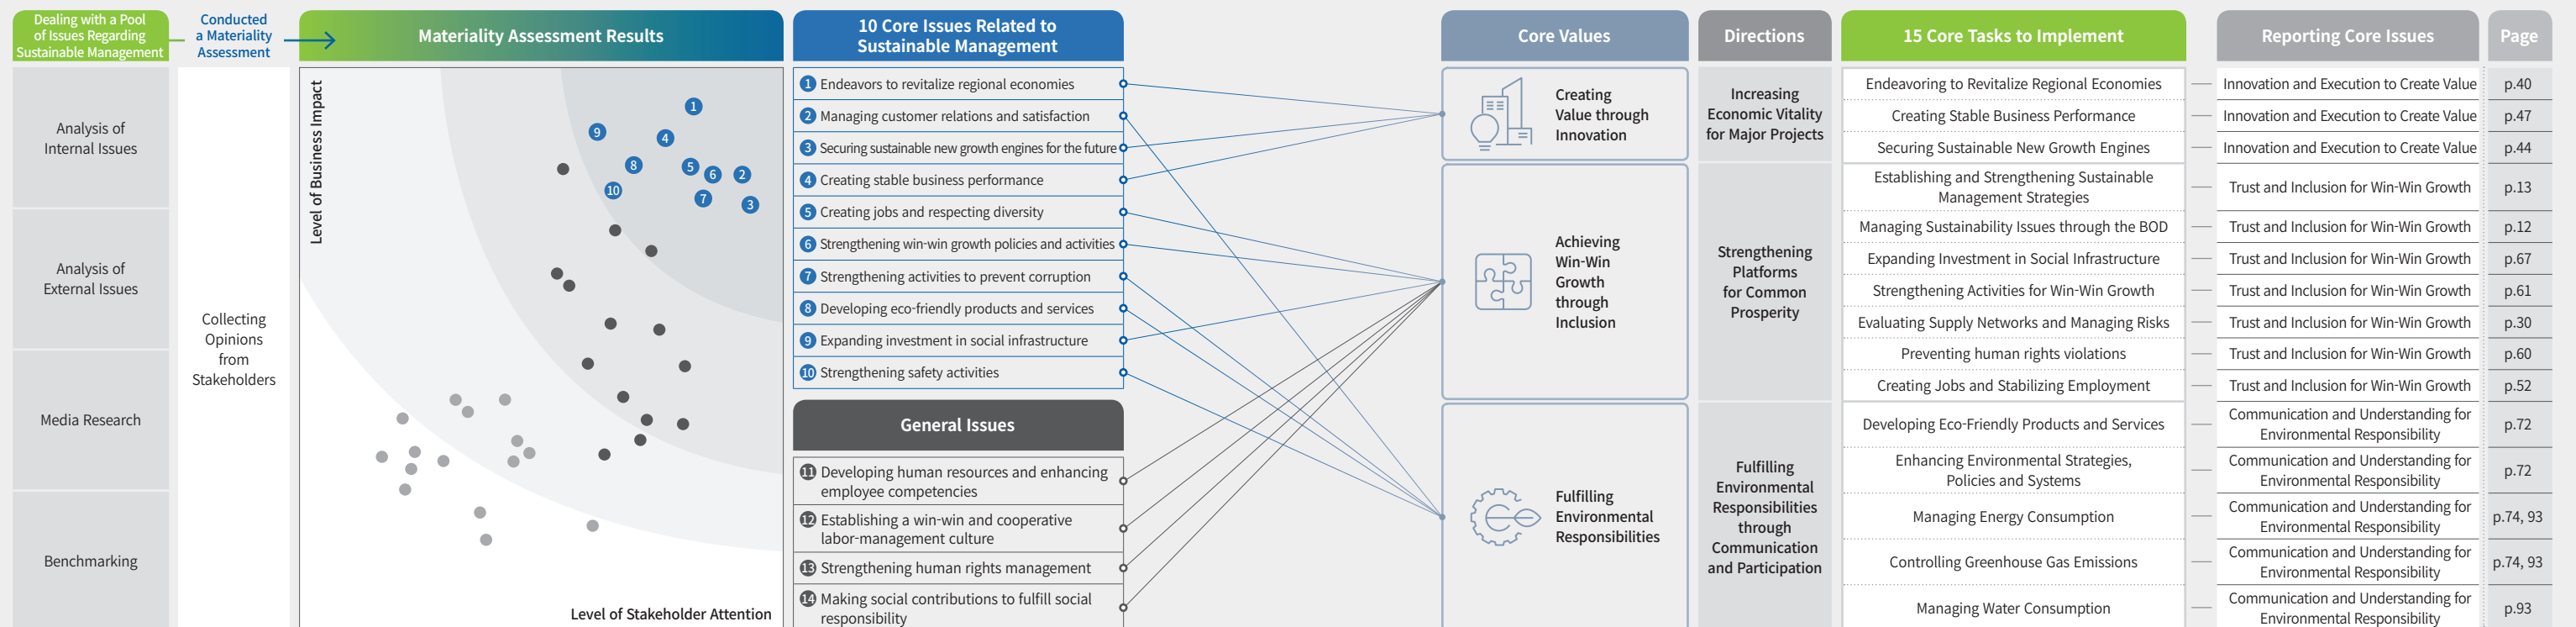 Dealing with a Pool
of Issues Regarding
Sustainable Management
Conducted
a Materiality
Assessment
Materiality Assessment Results
10 Core Issues Related to
Sustainable Management
Core Values
Directions
15 Core Tasks to Implement
Reporting Core Issues
Page
Analysis of
Internal Issues
Analysis of
External Issues
Media Research
Benchmarking
Collecting
Opinions
from
Stakeholders
Level of Business Impact
1
9
4
8
5
6
2
10
7
3
Level of Stakeholder Attention
1 Endeavors to revitalize regional economies
2 Managing customer relations and satisfaction
3 Securing sustainable new growth engines for the future
4 Creating stable business performance
5 Creating jobs and respecting diversity
6 Strengthening win-win growth policies and activities
7 Strengthening activities to prevent corruption
8 Developing eco-friendly products and services
9 Expanding investment in social infrastructure
10 Strengthening safety activities
General Issues
11 Developing human resources and enhancing
employee competencies
12 Establishing a win-win and cooperative
labor-management culture
13 Strengthening human rights management
14 Making social contributions to fulfill social
responsibility
Creating
Value through
Innovation
Achieving
Win-Win
Growth
through
Inclusion
Fulfilling
Environmental
Responsibilities
Increasing
Economic Vitality
for Major Projects
Strengthening
Platforms
for Common
Prosperity
Fulfilling
Environmental
Responsibilities
through
Communication
and Participation
Endeavoring to Revitalize Regional Economies
Innovation and Execution to Create Value
p.40
Creating Stable Business Performance
Innovation and Execution to Create Value
p.47
Securing Sustainable New Growth Engines
Innovation and Execution to Create Value
p.44
Establishing and Strengthening Sustainable
Management Strategies
Trust and Inclusion for Win-Win Growth
p.13
Managing Sustainability Issues through the BOD
Trust and Inclusion for Win-Win Growth
p.12
Expanding Investment in Social Infrastructure
Trust and Inclusion for Win-Win Growth
p.67
Strengthening Activities for Win-Win Growth
Trust and Inclusion for Win-Win Growth
p.61
Evaluating Supply Networks and Managing Risks
Trust and Inclusion for Win-Win Growth
p.30
Preventing human rights violations
Trust and Inclusion for Win-Win Growth
p.60
Creating Jobs and Stabilizing Employment
Trust and Inclusion for Win-Win Growth
p.52
Developing Eco-Friendly Products and Services
Communication and Understanding for
Environmental Responsibility
p.72
Enhancing Environmental Strategies,
Policies and Systems
Communication and Understanding for
Environmental Responsibility
p.72
Managing Energy Consumption
Communication and Understanding for
Environmental Responsibility
p.74, 93
Controlling Greenhouse Gas Emissions
Communication and Understanding for
Environmental Responsibility
p.74, 93
Managing Water Consumption
Communication and Understanding for
Environmental Responsibility
p.93